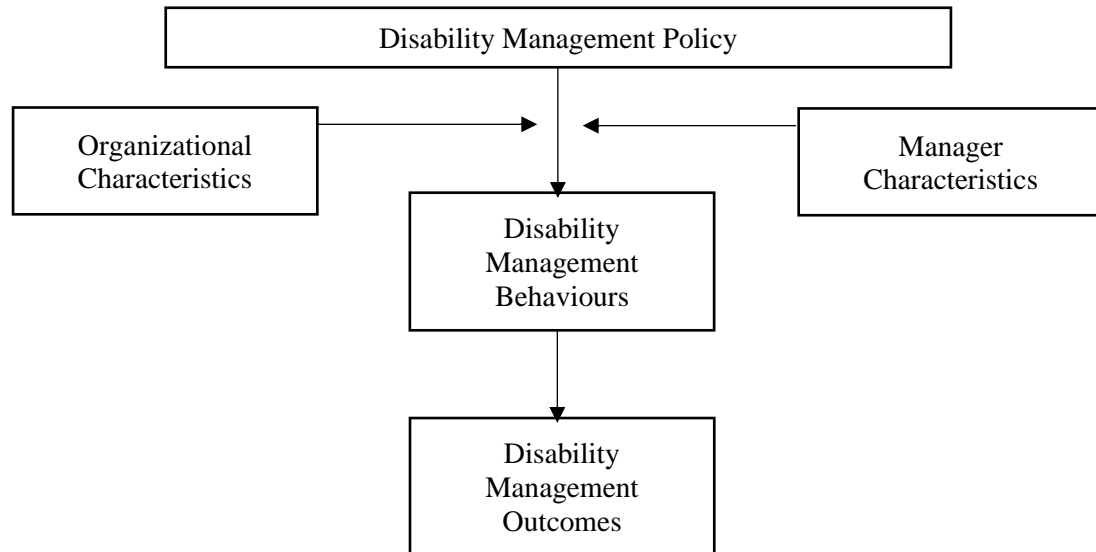 Disability Management Policy
Organizational
Characteristics
Manager
Characteristics
Disability
Management
Behaviours
Disability
Management
Outcomes